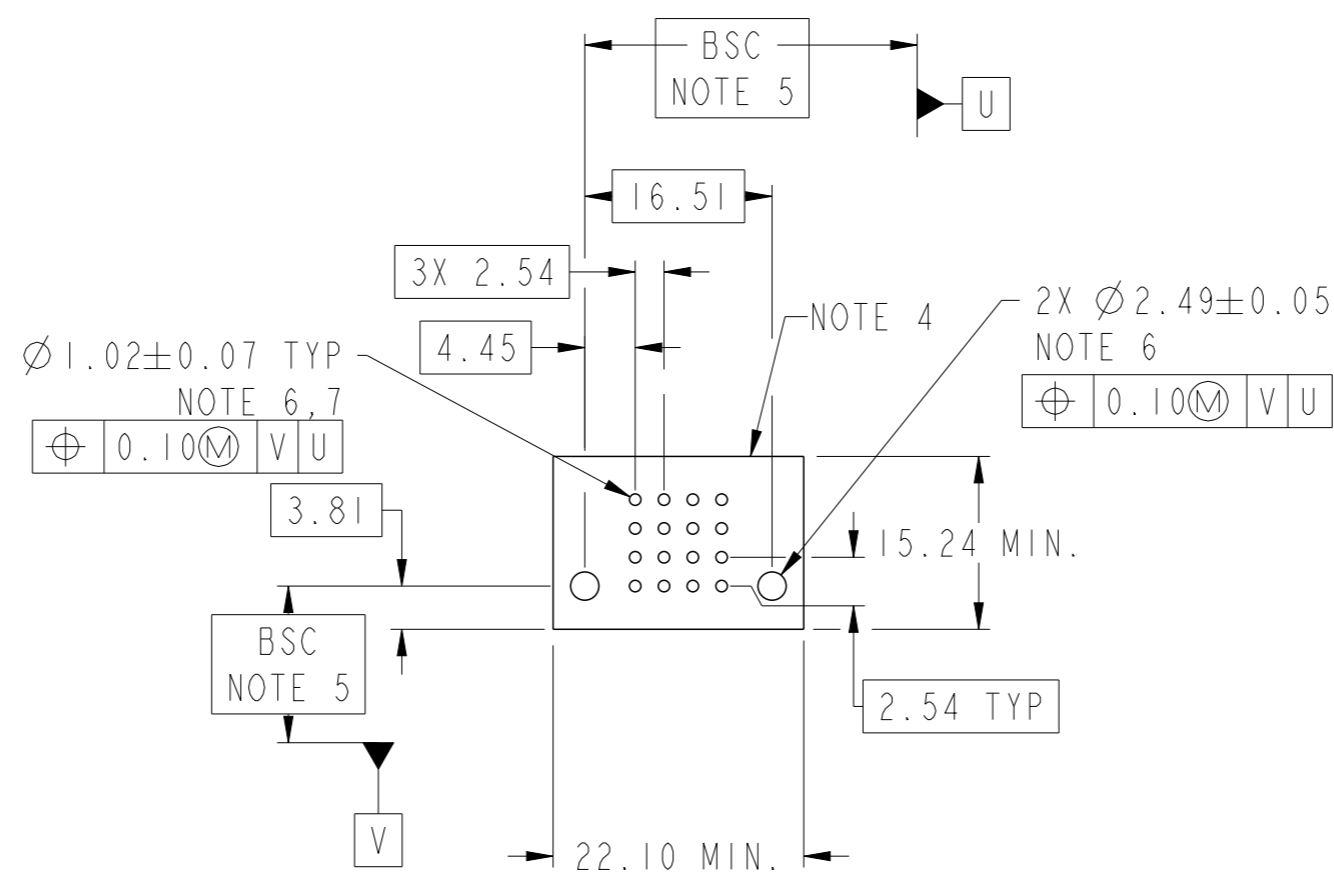 BSC
NOTE 5
U
16.51
3X 2.54
2X ∅2.49±0.05
NOTE 6
⌖ 0.10Ⓜ V U
NOTE 4
4.45
∅1.02±0.07 TYP
NOTE 6,7
⌖ 0.10Ⓜ V U
3.81
15.24 MIN.
BSC
NOTE 5
2.54 TYP
V
22.10 MIN.